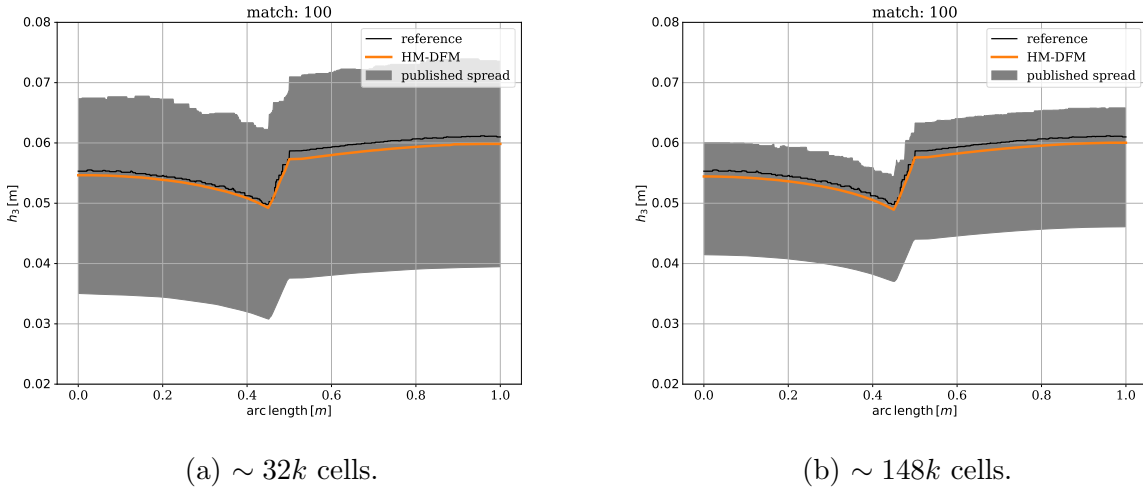 match: 100
0.08
0.07
0.06
0.05
0.04
0.03
0.02
h₃ [m]
0.0 0.2 0.4 0.6 0.8 1.0
arc length [m]
reference
HM-DFM
published spread
(a) ∼ 32k cells.
match: 100
0.08
0.07
0.06
0.05
0.04
0.03
0.02
h₃ [m]
0.0 0.2 0.4 0.6 0.8 1.0
arc length [m]
reference
HM-DFM
published spread
(b) ∼ 148k cells.